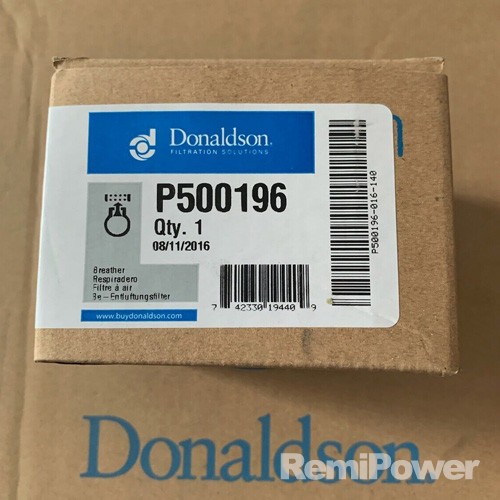 Donaldson.
FILTRATION SOLUTIONS
P500196
Qty. 1
08/11/2016
Breather
Respiradero
Filtre à air
Be – Entlüftungsfilter
www.buydonaldson.com
7 42330 19440 9
P500196-016-140
Donaldson.
RemiPower